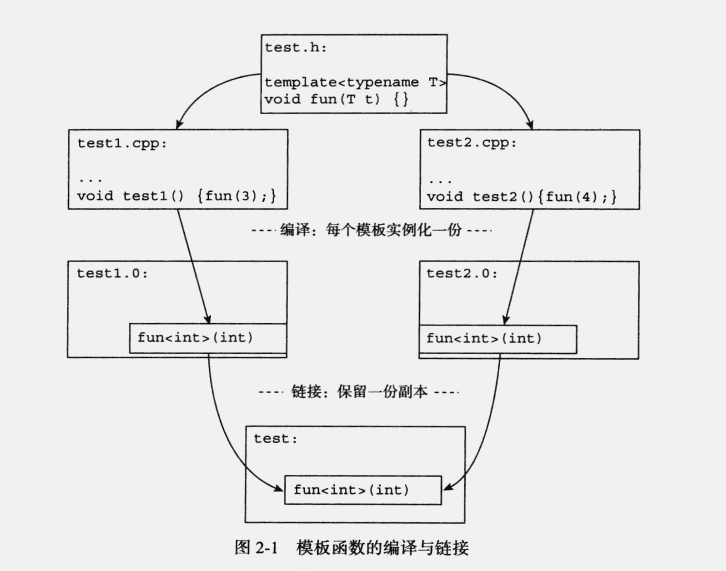 test.h:
template<typename T>
void fun(T t) {}
test1.cpp:
...
void test1() {fun(3);}
test2.cpp:
...
void test2(){fun(4);}
---- 编译：每个模板实例化一份 ----
test1.0:
fun<int>(int)
test2.0:
fun<int>(int)
---- 链接：保留一份副本 ----
test:
fun<int>(int)
图 2-1 模板函数的编译与链接